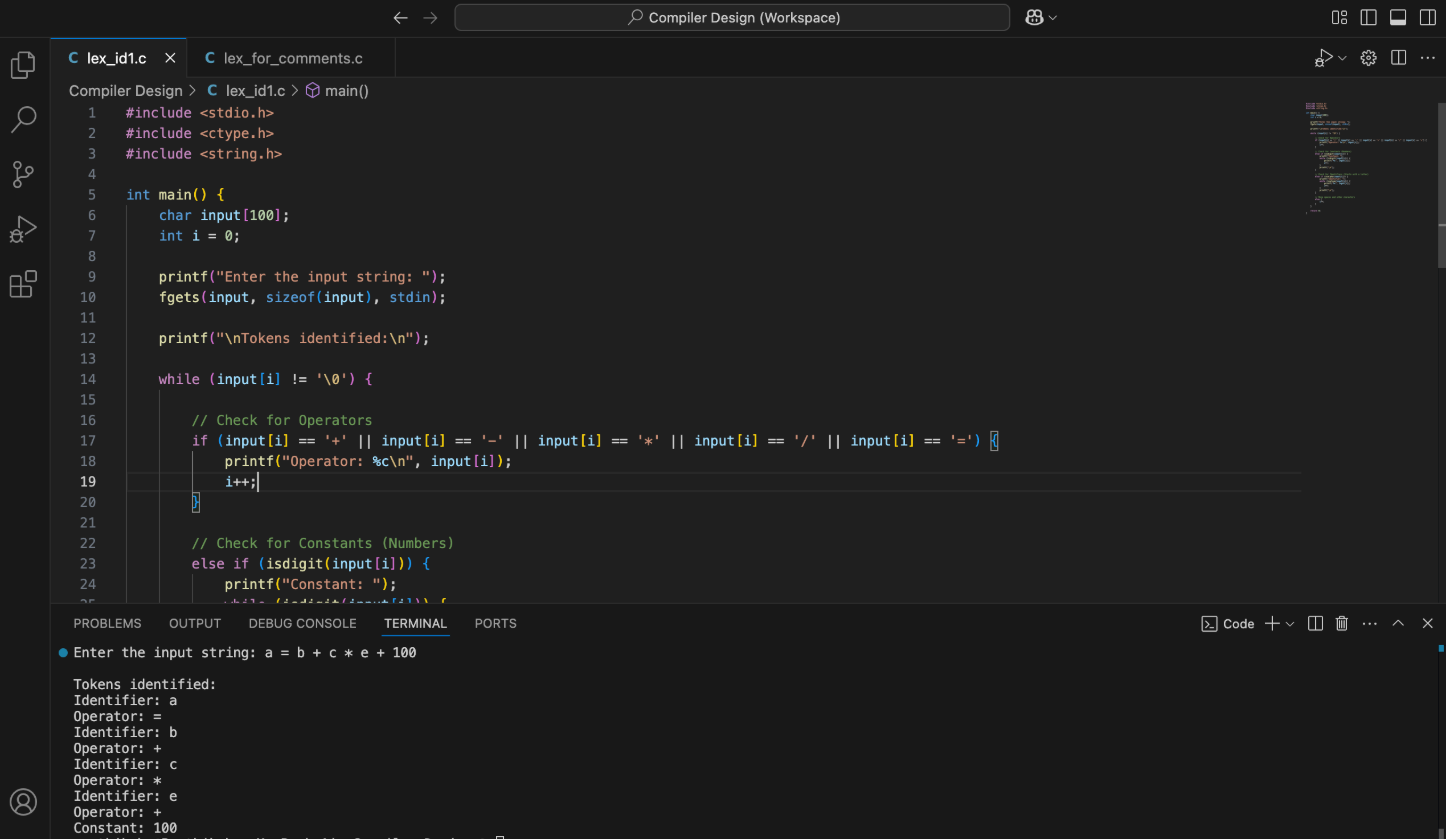 Compiler Design (Workspace)
C lex_id1.c
C lex_for_comments.c
Compiler Design > C lex_id1.c > main()
1 #include <stdio.h>
2 #include <ctype.h>
3 #include <string.h>
4
5 int main() {
6 char input[100];
7 int i = 0;
8
9 printf("Enter the input string: ");
10 fgets(input, sizeof(input), stdin);
11
12 printf("\nTokens identified:\n");
13
14 while (input[i] != '\0') {
15
16 // Check for Operators
17 if (input[i] == '+' || input[i] == '-' || input[i] == '*' || input[i] == '/' || input[i] == '=') {
18 printf("Operator: %c\n", input[i]);
19 i++;
20 }
21
22 // Check for Constants (Numbers)
23 else if (isdigit(input[i])) {
24 printf("Constant: ");
25 while (isdigit(input[i])) {
PROBLEMS OUTPUT DEBUG CONSOLE TERMINAL PORTS Code
Enter the input string: a = b + c * e + 100
Tokens identified:
Identifier: a
Operator: =
Identifier: b
Operator: +
Identifier: c
Operator: *
Identifier: e
Operator: +
Constant: 100